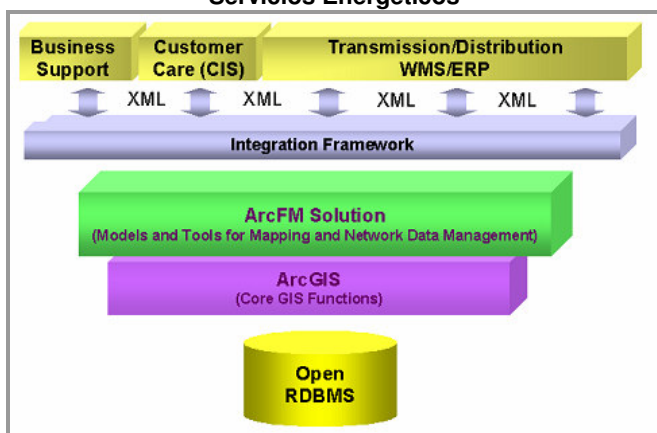 Servicios Energéticos
Business Support
Customer Care (CIS)
Transmission/Distribution
WMS/ERP
XML XML XML
Integration Framework
ArcFM Solution
(Models and Tools for Mapping and Network Data Management)
ArcGIS
(Core GIS Functions)
Open
RDBMS